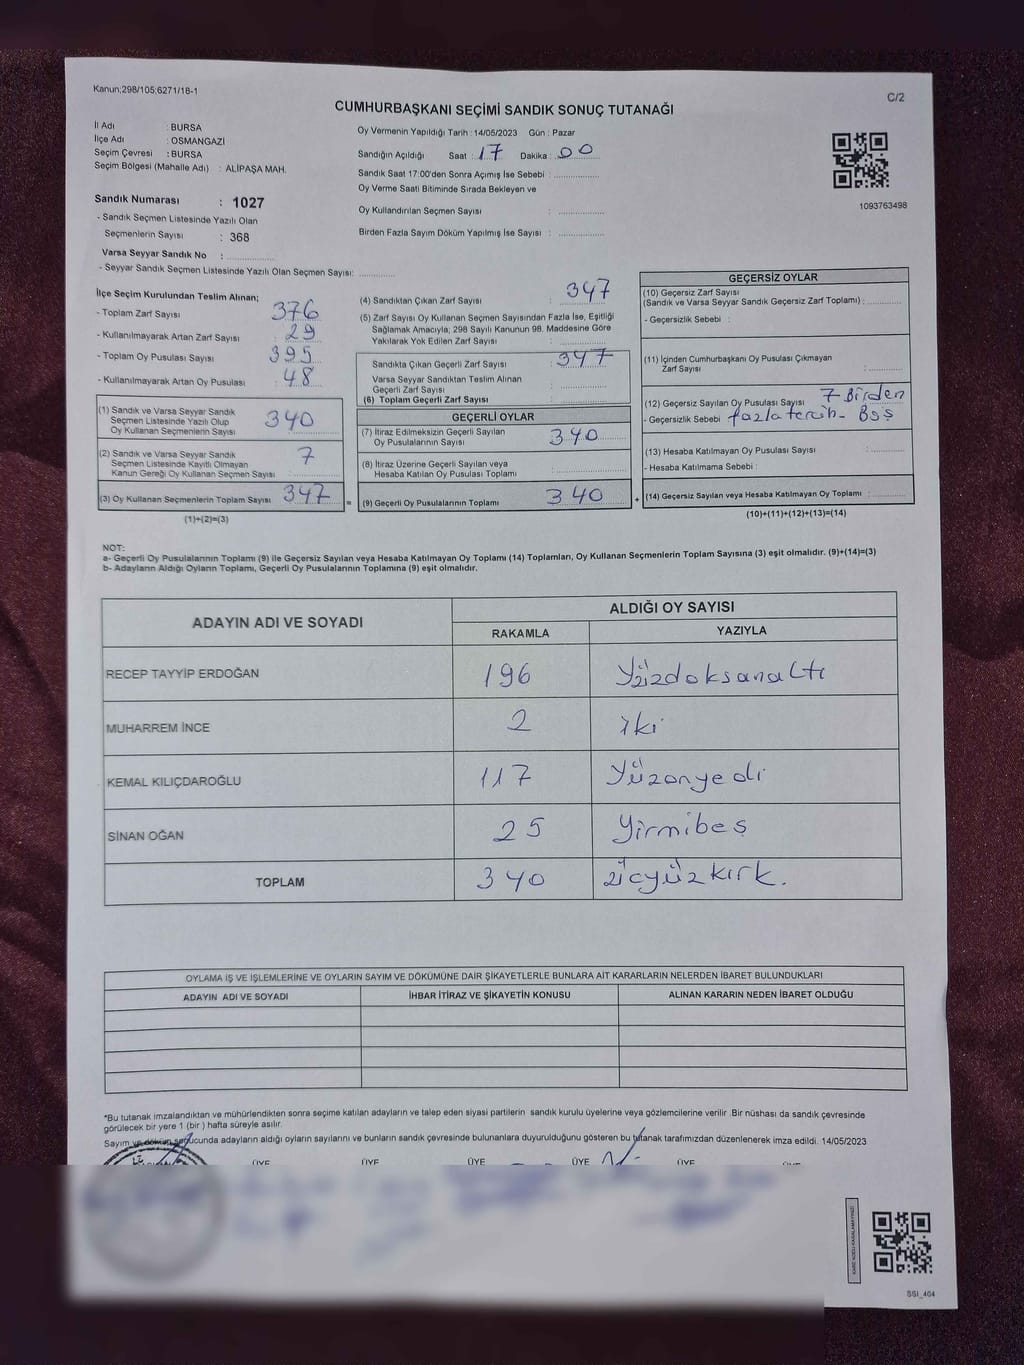 Kanun;298/105;6271/18-1
C/2
CUMHURBAŞKANI SEÇİMİ SANDIK SONUÇ TUTANAĞI
İl Adı : BURSA
İlçe Adı : OSMANGAZİ
Seçim Çevresi : BURSA
Seçim Bölgesi (Mahalle Adı) : ALİPAŞA MAH.
Oy Vermenin Yapıldığı Tarih : 14/05/2023 Gün : Pazar
Sandığın Açıldığı Saat : 17 Dakika : 00
Sandık Saat 17:00'den Sonra Açımış İse Sebebi :
Oy Verme Saati Bitiminde Sırada Bekleyen ve
Oy Kullandırılan Seçmen Sayısı :
Birden Fazla Sayım Döküm Yapılmış İse Sayısı :
1093763498
Sandık Numarası : 1027
- Sandık Seçmen Listesinde Yazılı Olan
Seçmenlerin Sayısı : 368
Varsa Seyyar Sandık No :
- Seyyar Sandık Seçmen Listesinde Yazılı Olan Seçmen Sayısı:
İlçe Seçim Kurulundan Teslim Alınan;
- Toplam Zarf Sayısı 376
- Kullanılmayarak Artan Zarf Sayısı 29
- Toplam Oy Pusulası Sayısı 395
- Kullanılmayarak Artan Oy Pusulası 48
(1) Sandık ve Varsa Seyyar Sandık
Seçmen Listesinde Yazılı Olup
Oy Kullanan Seçmenlerin Sayısı 340
(2) Sandık ve Varsa Seyyar Sandık
Seçmen Listesinde Kayıtlı Olmayan
Kanun Gereği Oy Kullanan Seçmen Sayısı 7
(3) Oy Kullanan Seçmenlerin Toplam Sayısı 347
(1)+(2)=(3)
(4) Sandıktan Çıkan Zarf Sayısı : 347
(5) Zarf Sayısı Oy Kullanan Seçmen Sayısından Fazla İse, Eşitliği
Sağlamak Amacıyla; 298 Sayılı Kanunun 98. Maddesine Göre
Yakılarak Yok Edilen Zarf Sayısı :
Sandıkta Çıkan Geçerli Zarf Sayısı : 347
Varsa Seyyar Sandıktan Teslim Alınan
Geçerli Zarf Sayısı :
(6) Toplam Geçerli Zarf Sayısı :
GEÇERLİ OYLAR
(7) İtiraz Edilmeksizin Geçerli Sayılan
Oy Pusulalarının Sayısı 340
(8) İtiraz Üzerine Geçerli Sayılan veya
Hesaba Katılan Oy Pusulası Toplamı
= (9) Geçerli Oy Pusulalarının Toplamı 340
GEÇERSİZ OYLAR
(10) Geçersiz Zarf Sayısı
(Sandık ve Varsa Seyyar Sandık Geçersiz Zarf Toplamı) :
- Geçersizlik Sebebi :
(11) İçinden Cumhurbaşkanı Oy Pusulası Çıkmayan
Zarf Sayısı :
(12) Geçersiz Sayılan Oy Pusulası Sayısı 7 Birden
- Geçersizlik Sebebi fazla tercih - Boş
(13) Hesaba Katılmayan Oy Pusulası Sayısı :
- Hesaba Katılmama Sebebi :
+ (14) Geçersiz Sayılan veya Hesaba Katılmayan Oy Toplamı :
(10)+(11)+(12)+(13)=(14)
NOT:
a- Geçerli Oy Pusulalarının Toplamı (9) ile Geçersiz Sayılan veya Hesaba Katılmayan Oy Toplamı (14) Toplamları, Oy Kullanan Seçmenlerin Toplam Sayısına (3) eşit olmalıdır. (9)+(14)=(3)
b- Adayların Aldığı Oyların Toplamı, Geçerli Oy Pusulalarının Toplamına (9) eşit olmalıdır.
ADAYIN ADI VE SOYADI ALDIĞI OY SAYISI
RAKAMLA YAZIYLA
RECEP TAYYİP ERDOĞAN 196 Yüzdoksanaltı
MUHARREM İNCE 2 iki
KEMAL KILIÇDAROĞLU 117 Yüzonyedi
SİNAN OĞAN 25 Yirmibeş
TOPLAM 340 üçyüzkırk.
OYLAMA İŞ VE İŞLEMLERİNE VE OYLARIN SAYIM VE DÖKÜMÜNE DAİR ŞİKAYETLERLE BUNLARA AİT KARARLARIN NELERDEN İBARET BULUNDUKLARI
ADAYIN ADI VE SOYADI İHBAR İTİRAZ VE ŞİKAYETİN KONUSU ALINAN KARARIN NEDEN İBARET OLDUĞU
*Bu tutanak imzalandıktan ve mühürlendikten sonra seçime katılan adayların ve talep eden siyasi partilerin sandık kurulu üyelerine veya gözlemcilerine verilir .Bir nüshası da sandık çevresinde
görülecek bir yere 1 (bir ) hafta süreyle asılır.
Sayım ve döküm sonucunda adayların aldığı oyların sayılarını ve bunların sandık çevresinde bulunanlara duyurulduğunu gösteren bu tutanak tarafımızdan düzenlenerek imza edildi. 14/05/2023
ÜYE ÜYE ÜYE ÜYE ÜYE
SSI_404